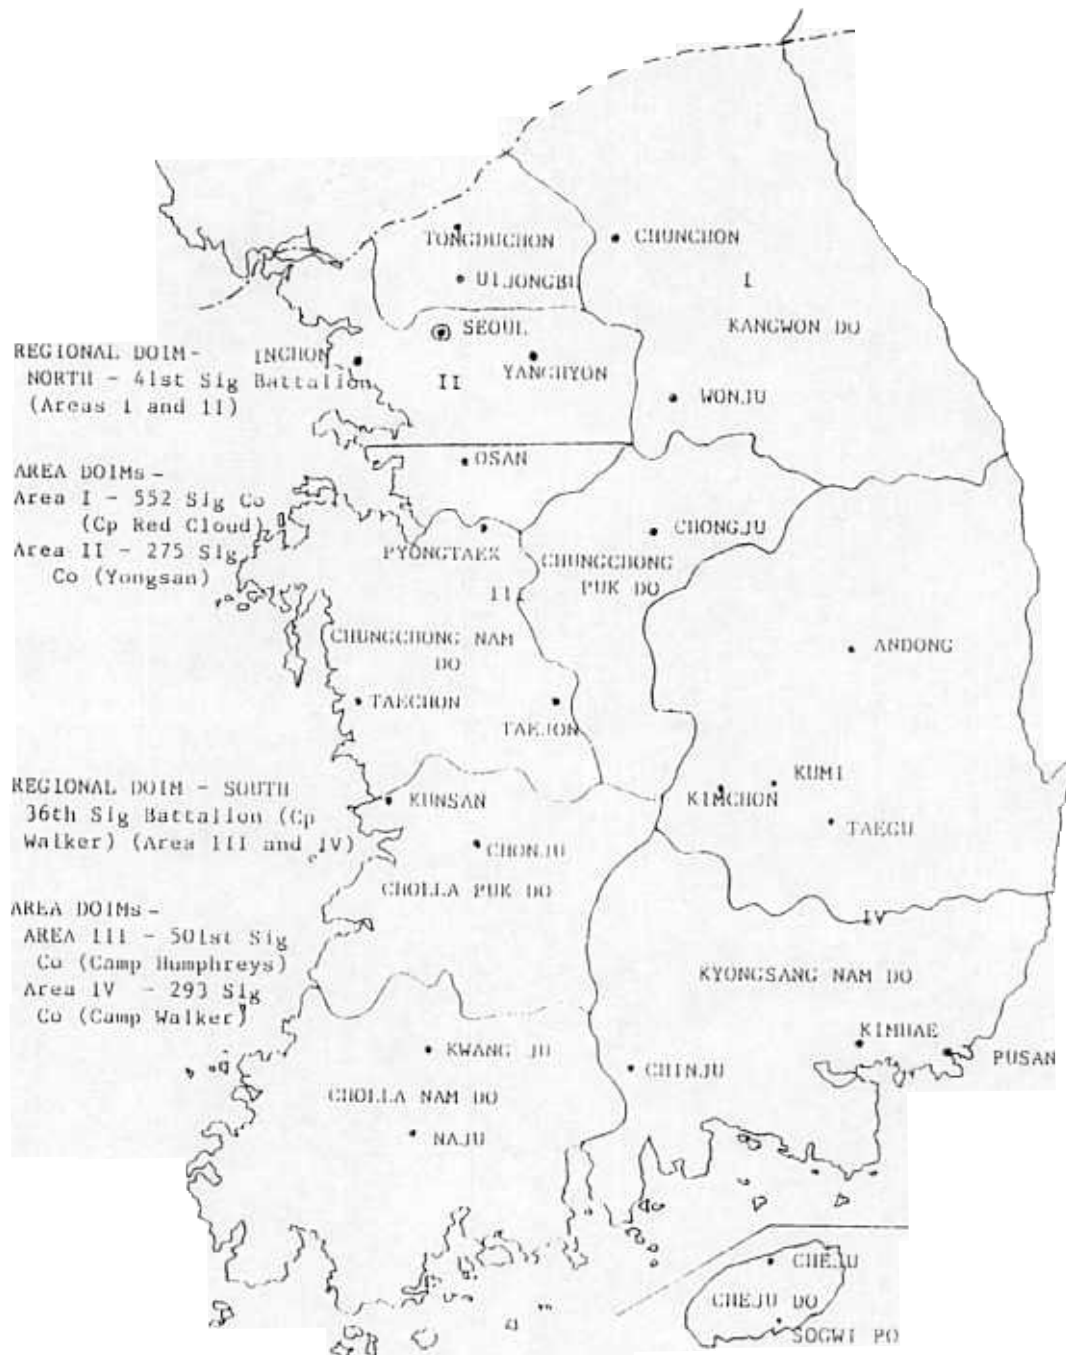 TONGDUCHON
CHUNCHON
UIJONGBU
I
SEOUL
KANGWON DO
REGIONAL DOIM -
NORTH - 41st Sig Battalion
(Areas I and II)
INCHON
YANGHYON
II
WONJU
OSAN
AREA DOIMs -
Area I - 552 Sig Co
(Cp Red Cloud)
Area II - 275 Sig
Co (Yongsan)
CHONGJU
PYONGTAEK
CHUNGCHONG
PUK DO
CHUNGCHONG NAM
DO
ANDONG
TAECHON
TAEJON
REGIONAL DOIM - SOUTH
36th Sig Battalion (Cp
Walker) (Area III and IV)
KUNSAN
KUMI
KIMCHON
TAEGU
CHONJU
CHOLLA PUK DO
AREA DOIMs -
AREA III - 501st Sig
Co (Camp Humphreys)
Area IV - 293 Sig
Co (Camp Walker)
IV
KYONGSANG NAM DO
KIMHAE
PUSAN
KWANG JU
CHINJU
CHOLLA NAM DO
NAJU
CHEJU
CHEJU DO
SOGWI PO